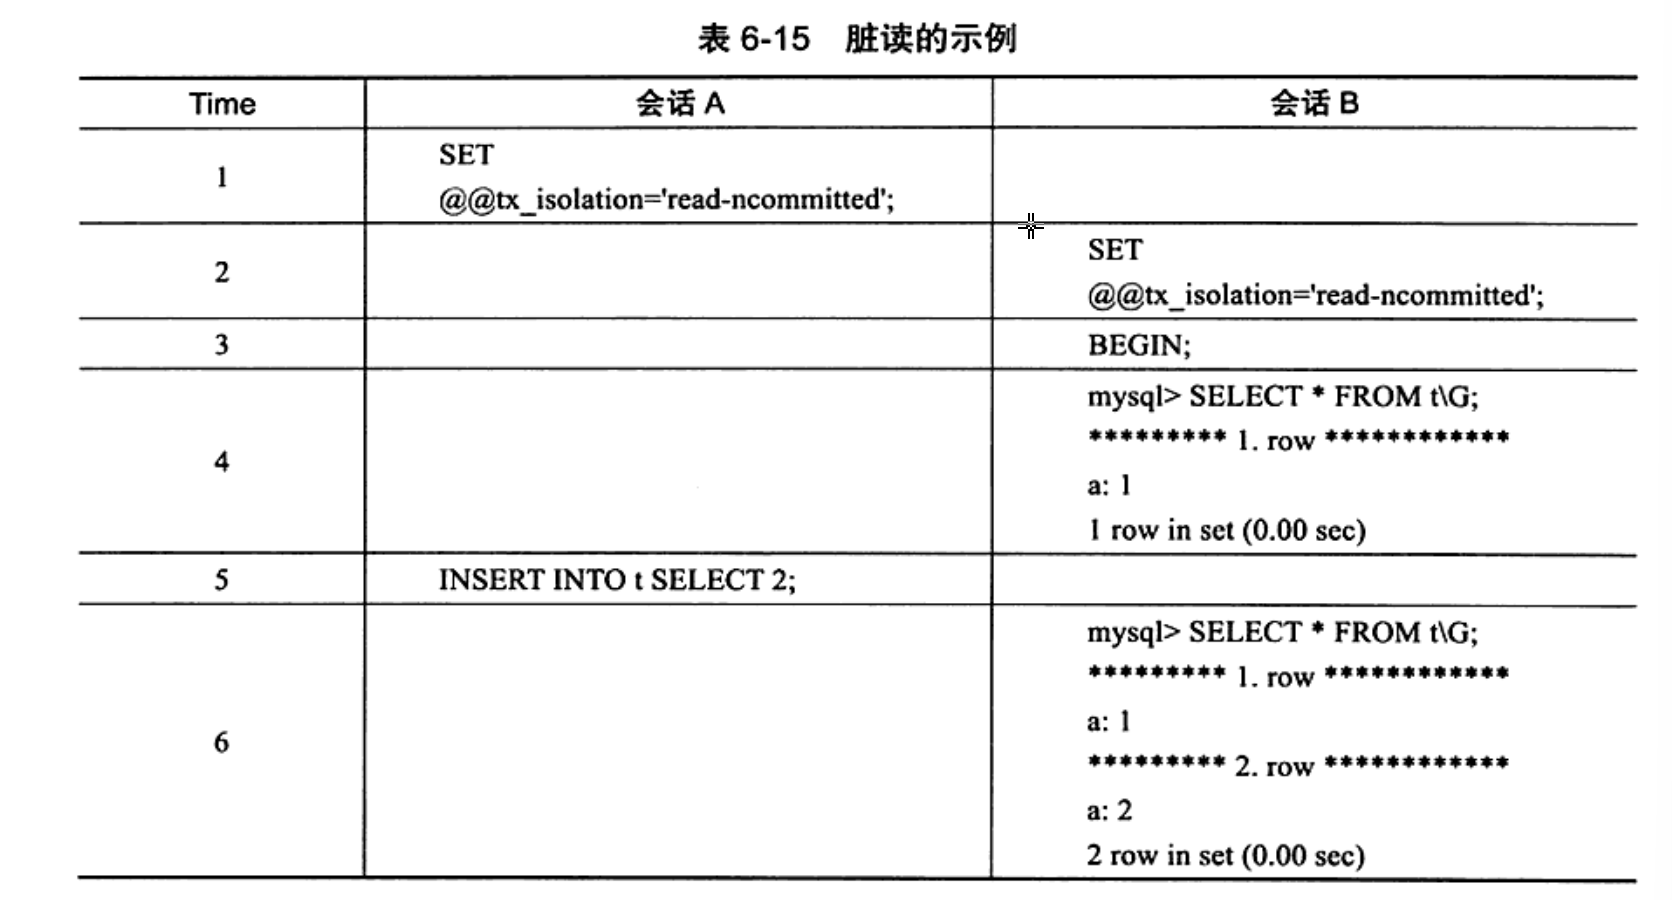 表 6-15 脏读的示例
Time 会话 A 会话 B
1
SET
@@tx_isolation='read-ncommitted';
2
SET
@@tx_isolation='read-ncommitted';
3 BEGIN;
4
mysql> SELECT * FROM t\G;
********* 1. row ************
a: 1
1 row in set (0.00 sec)
5 INSERT INTO t SELECT 2;
6
mysql> SELECT * FROM t\G;
********* 1. row ************
a: 1
********* 2. row ************
a: 2
2 row in set (0.00 sec)